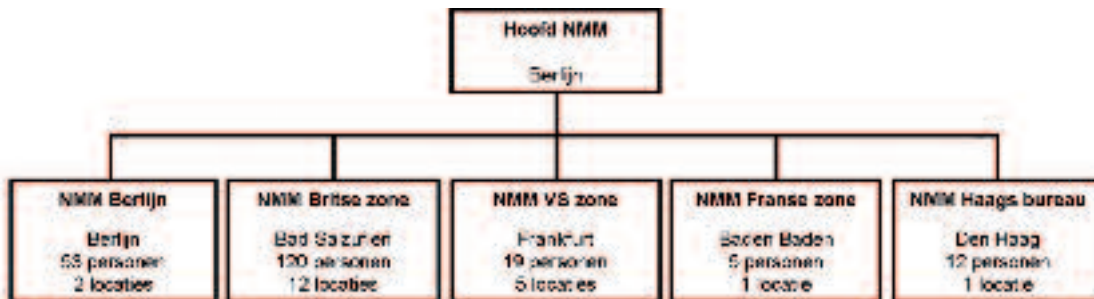 Hoofd NMM
Berlijn
NMM Berlijn
Berlijn
53 personen
2 locaties
NMM Britse zone
Bad Salzuflen
120 personen
12 locaties
NMM VS zone
Frankfurt
19 personen
5 locaties
NMM Franse zone
Baden Baden
5 personen
1 locatie
NMM Haags bureau
Den Haag
12 personen
1 locatie